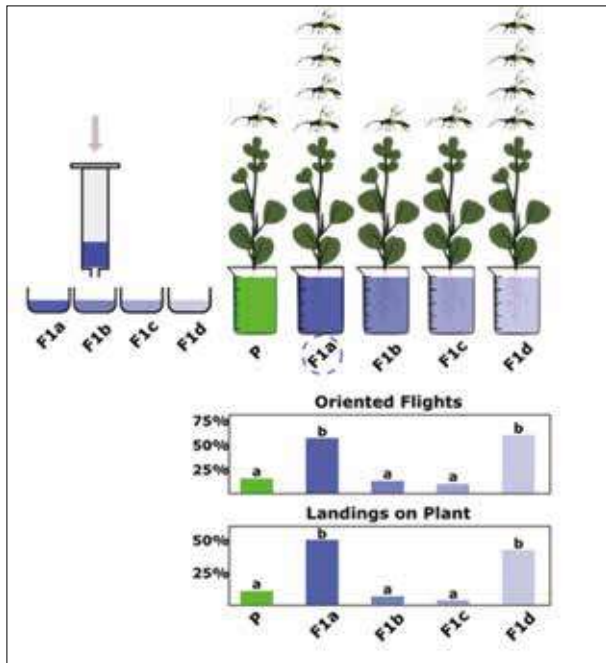 F1a F1b F1c F1d
P F1a F1b F1c F1d
Oriented Flights
75%
50%
25%
a b a a b
Landings on Plant
50%
25%
a b a a b
P F1a F1b F1c F1d